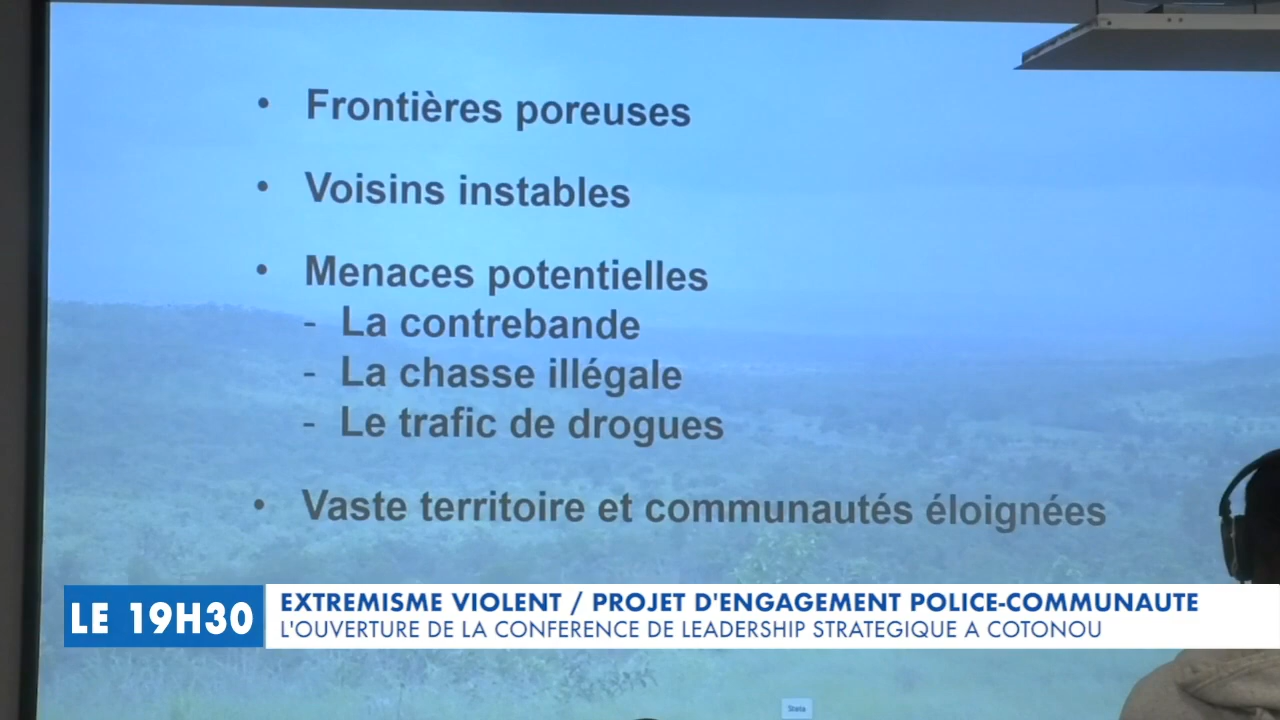 • Frontières poreuses
• Voisins instables
• Menaces potentielles
- La contrebande
- La chasse illégale
- Le trafic de drogues
• Vaste territoire et communautés éloignées
LE 19H30
EXTREMISME VIOLENT / PROJET D'ENGAGEMENT POLICE-COMMUNAUTE
L'OUVERTURE DE LA CONFERENCE DE LEADERSHIP STRATEGIQUE A COTONOU